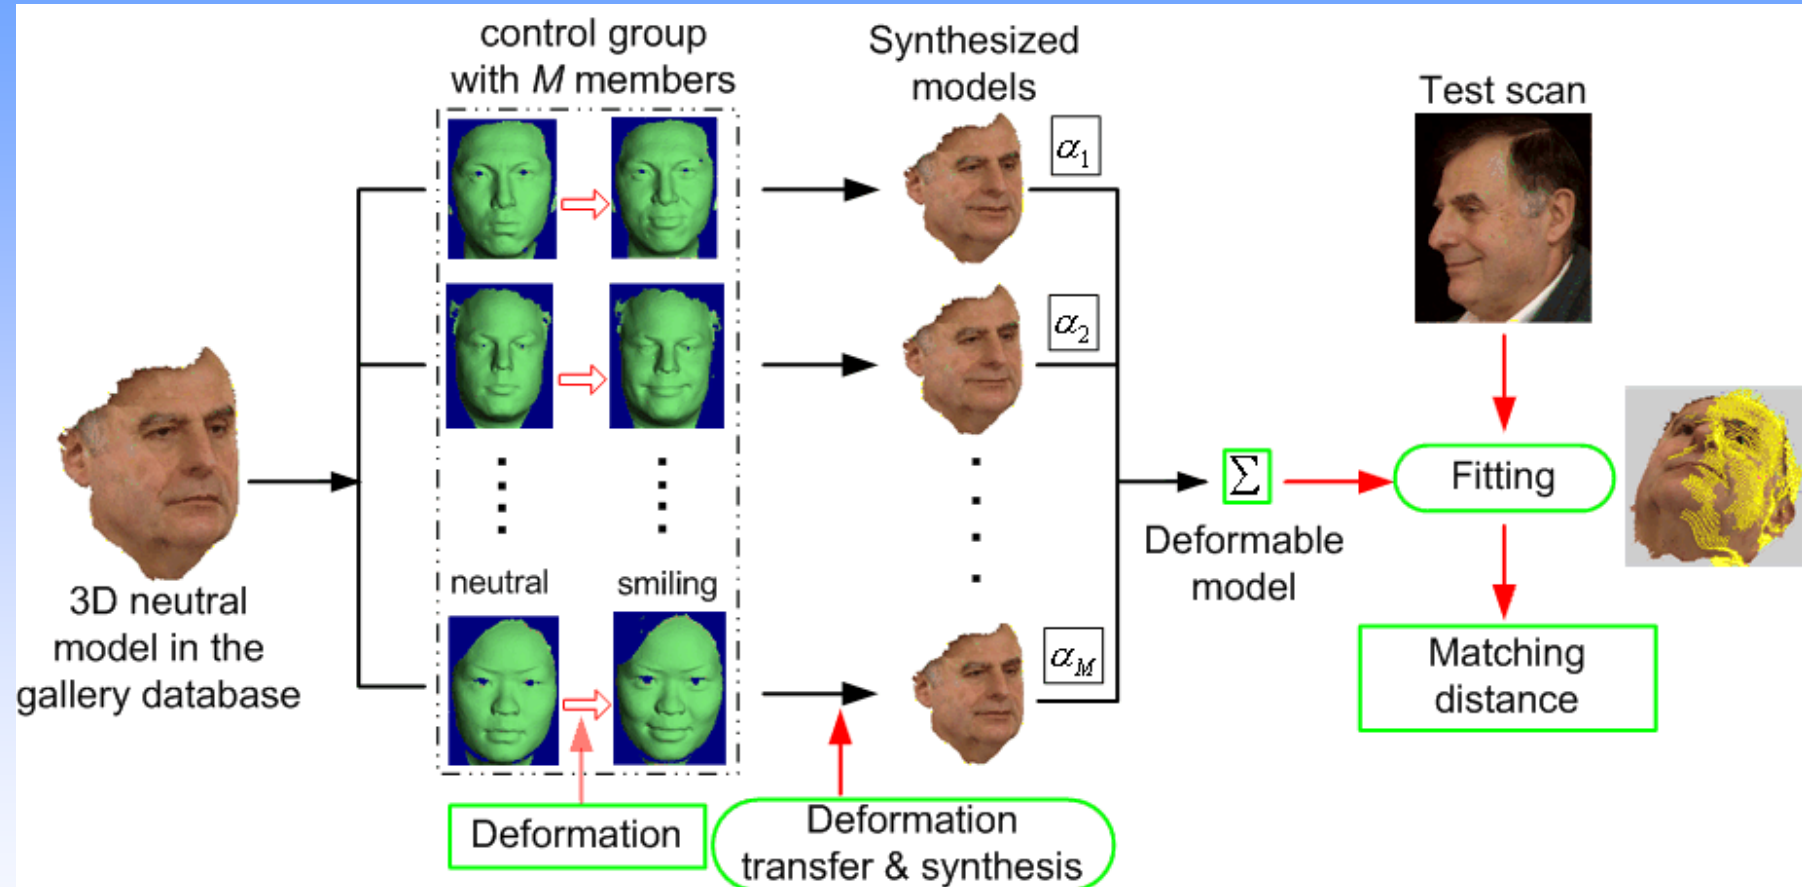 control group
with M members
Synthesized
models
Test scan
α1
α2
neutral
smiling
αM
3D neutral
model in the
gallery database
Σ
Deformable
model
Fitting
Matching
distance
Deformation
Deformation
transfer & synthesis